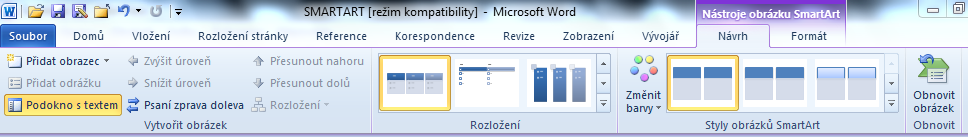 SMARTART [režim kompatibility] - Microsoft Word
Nástroje obrázku SmartArt
Soubor Domů Vložení Rozložení stránky Reference Korespondence Revize Zobrazení Vývojář Návrh Formát
Přidat obrazec Zvýšit úroveň Přesunout nahoru
Přidat odrážku Snížit úroveň Přesunout dolů
Podokno s textem Psaní zprava doleva Rozložení
Změnit barvy
Obnovit obrázek
Vytvořit obrázek Rozložení Styly obrázků SmartArt Obnovit